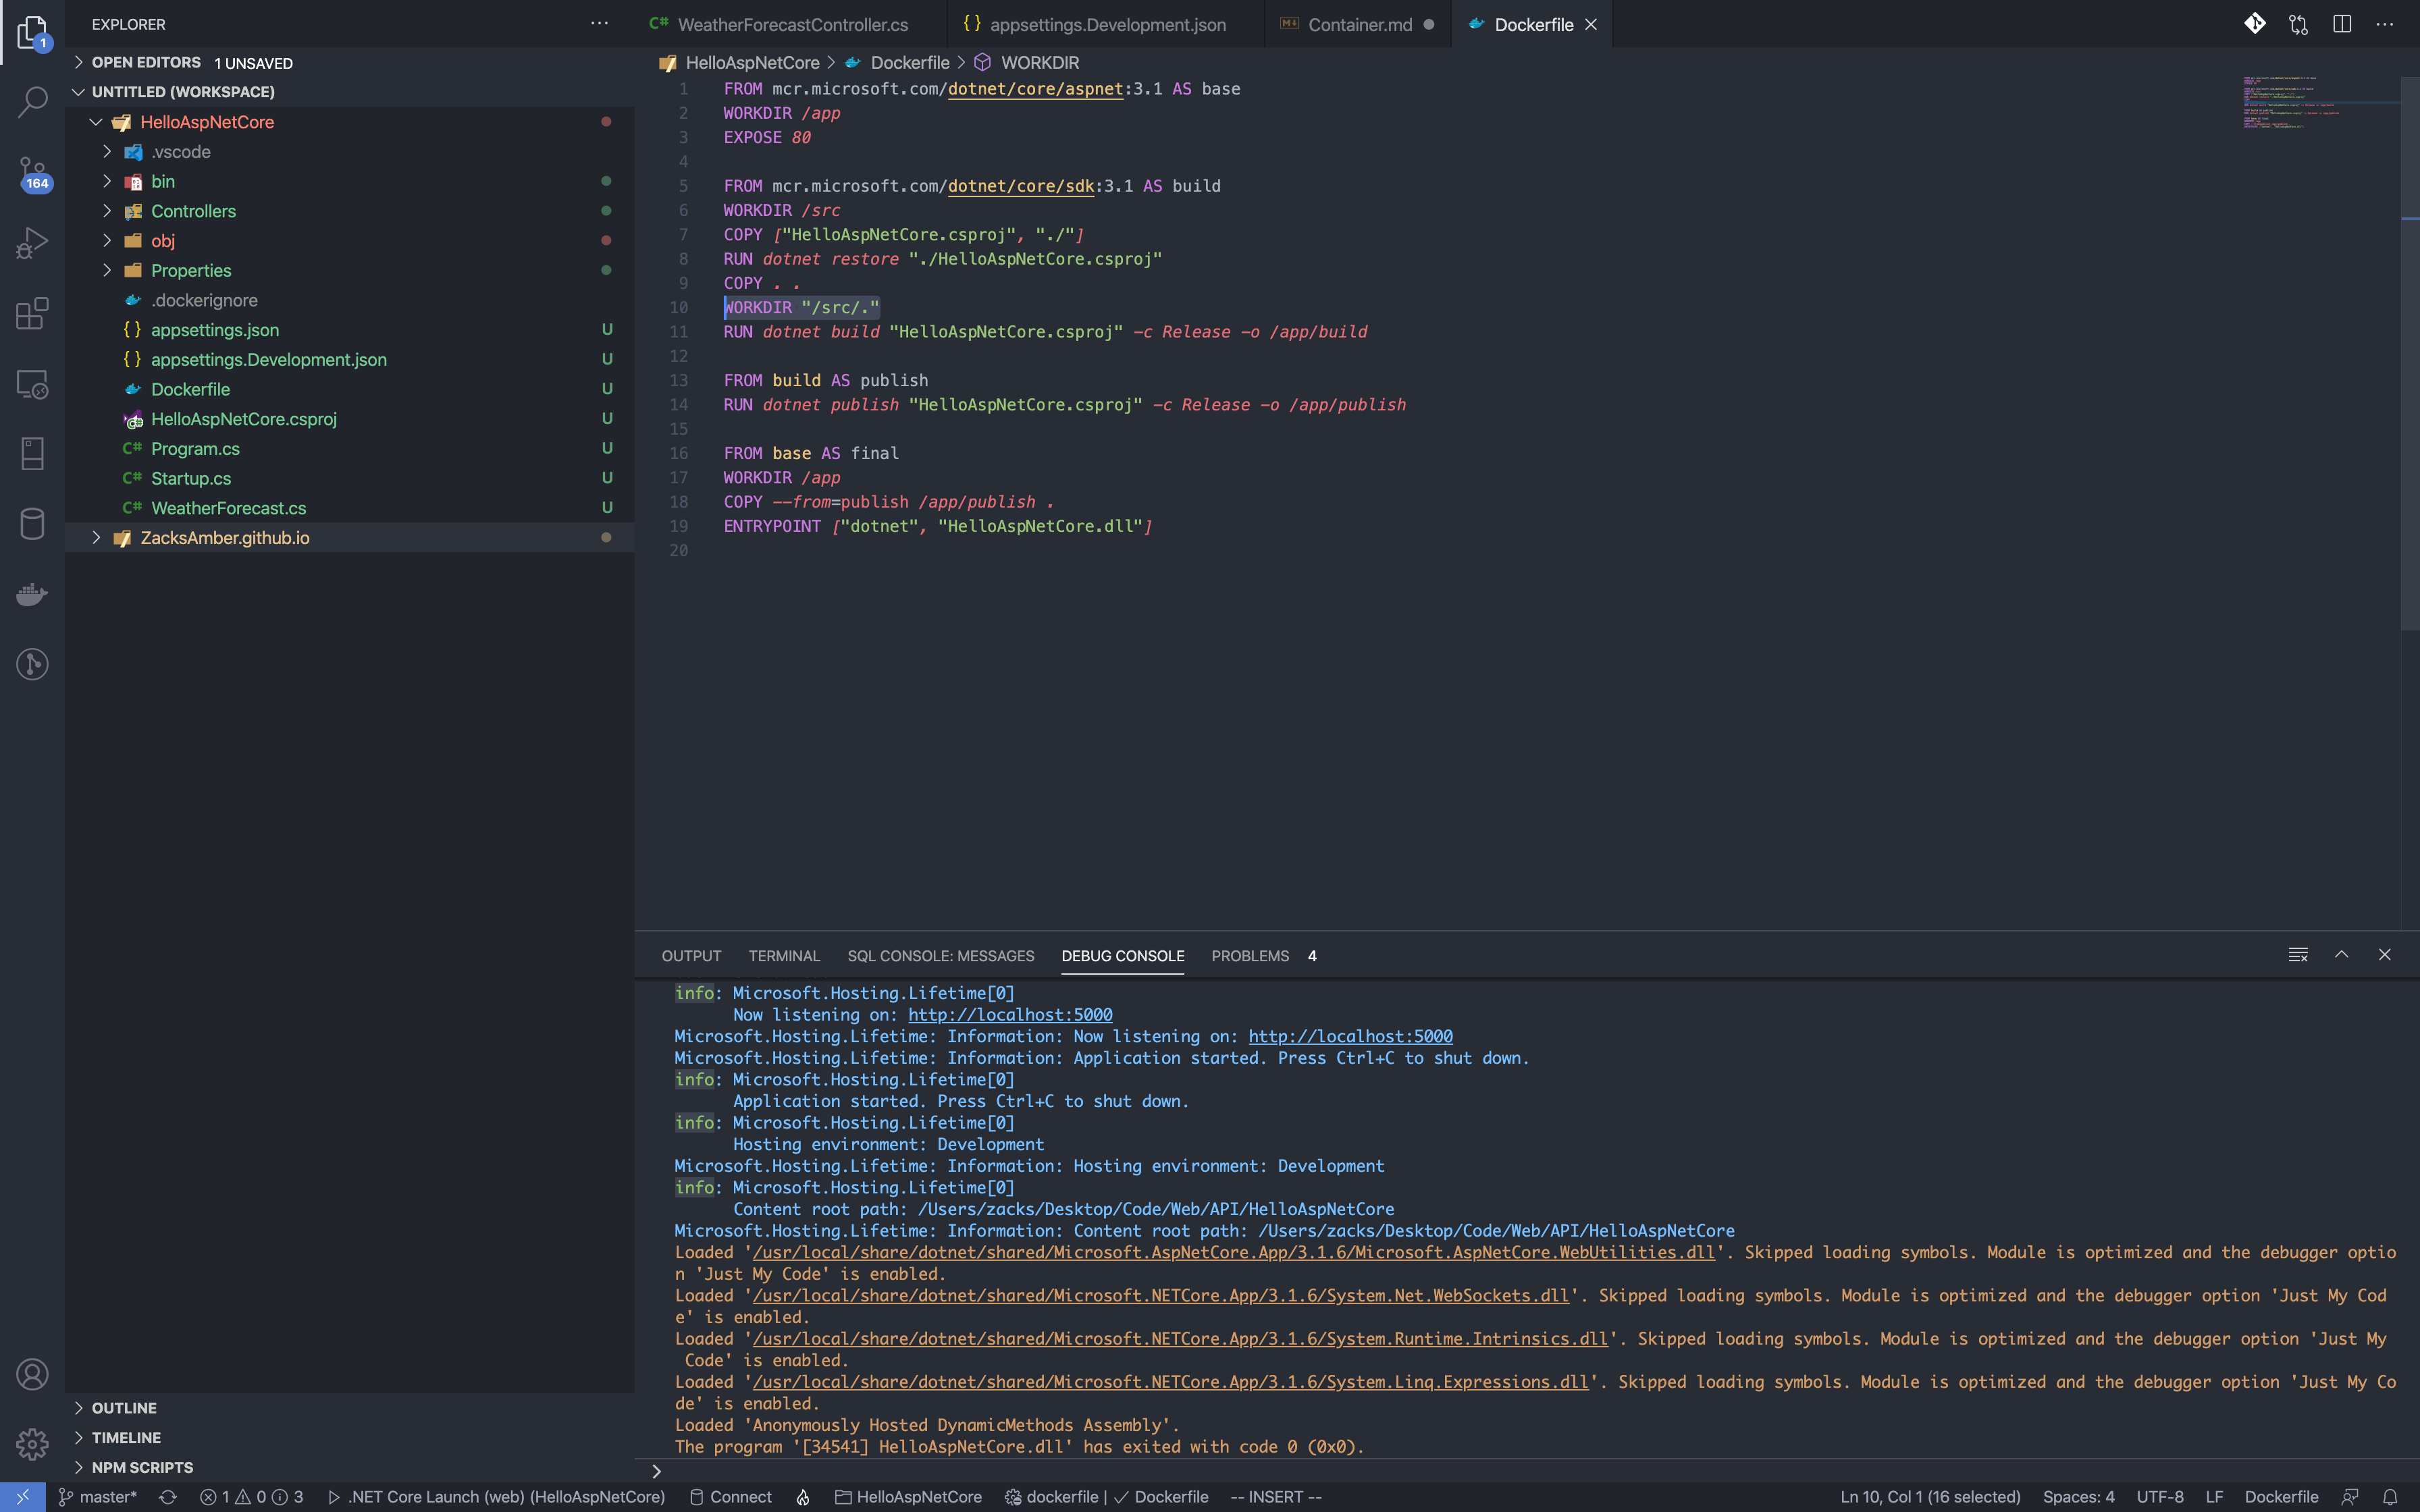 EXPLORER
OPEN EDITORS 1 UNSAVED
UNTITLED (WORKSPACE)
HelloAspNetCore
.vscode
bin
Controllers
obj
Properties
.dockerignore
appsettings.json U
appsettings.Development.json U
Dockerfile U
HelloAspNetCore.csproj U
Program.cs U
Startup.cs U
WeatherForecast.cs U
ZacksAmber.github.io
OUTLINE
TIMELINE
NPM SCRIPTS
1
164
C# WeatherForecastController.cs
{} appsettings.Development.json
Container.md
Dockerfile
HelloAspNetCore > Dockerfile > WORKDIR
1 FROM mcr.microsoft.com/dotnet/core/aspnet:3.1 AS base
2 WORKDIR /app
3 EXPOSE 80
4
5 FROM mcr.microsoft.com/dotnet/core/sdk:3.1 AS build
6 WORKDIR /src
7 COPY ["HelloAspNetCore.csproj", "./"]
8 RUN dotnet restore "./HelloAspNetCore.csproj"
9 COPY . .
10 WORKDIR "/src/."
11 RUN dotnet build "HelloAspNetCore.csproj" -c Release -o /app/build
12
13 FROM build AS publish
14 RUN dotnet publish "HelloAspNetCore.csproj" -c Release -o /app/publish
15
16 FROM base AS final
17 WORKDIR /app
18 COPY --from=publish /app/publish .
19 ENTRYPOINT ["dotnet", "HelloAspNetCore.dll"]
20
OUTPUT TERMINAL SQL CONSOLE: MESSAGES DEBUG CONSOLE PROBLEMS 4
info: Microsoft.Hosting.Lifetime[0]
Now listening on: http://localhost:5000
Microsoft.Hosting.Lifetime: Information: Now listening on: http://localhost:5000
Microsoft.Hosting.Lifetime: Information: Application started. Press Ctrl+C to shut down.
info: Microsoft.Hosting.Lifetime[0]
Application started. Press Ctrl+C to shut down.
info: Microsoft.Hosting.Lifetime[0]
Hosting environment: Development
Microsoft.Hosting.Lifetime: Information: Hosting environment: Development
info: Microsoft.Hosting.Lifetime[0]
Content root path: /Users/zacks/Desktop/Code/Web/API/HelloAspNetCore
Microsoft.Hosting.Lifetime: Information: Content root path: /Users/zacks/Desktop/Code/Web/API/HelloAspNetCore
Loaded '/usr/local/share/dotnet/shared/Microsoft.AspNetCore.App/3.1.6/Microsoft.AspNetCore.WebUtilities.dll'. Skipped loading symbols. Module is optimized and the debugger optio
n 'Just My Code' is enabled.
Loaded '/usr/local/share/dotnet/shared/Microsoft.NETCore.App/3.1.6/System.Net.WebSockets.dll'. Skipped loading symbols. Module is optimized and the debugger option 'Just My Cod
e' is enabled.
Loaded '/usr/local/share/dotnet/shared/Microsoft.NETCore.App/3.1.6/System.Runtime.Intrinsics.dll'. Skipped loading symbols. Module is optimized and the debugger option 'Just My
Code' is enabled.
Loaded '/usr/local/share/dotnet/shared/Microsoft.NETCore.App/3.1.6/System.Linq.Expressions.dll'. Skipped loading symbols. Module is optimized and the debugger option 'Just My Co
de' is enabled.
Loaded 'Anonymously Hosted DynamicMethods Assembly'.
The program '[34541] HelloAspNetCore.dll' has exited with code 0 (0x0).
master* 1 0 3 .NET Core Launch (web) (HelloAspNetCore) Connect HelloAspNetCore dockerfile | Dockerfile -- INSERT -- Ln 10, Col 1 (16 selected) Spaces: 4 UTF-8 LF Dockerfile